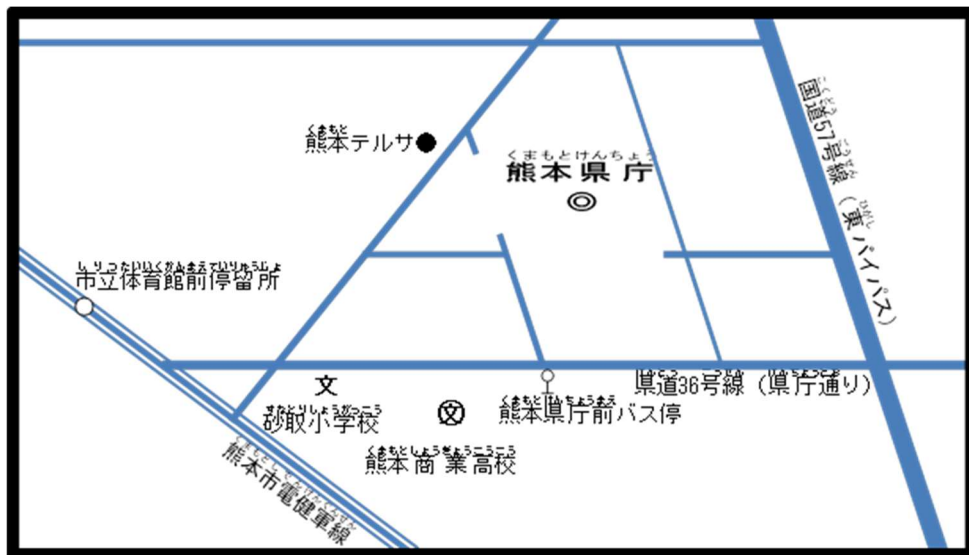 熊本テルサ
熊本県庁
国道57号線（東バイパス）
市立体育館前停留所
砂取小学校
熊本県庁前バス停
県道36号線（県庁通り）
熊本商業高校
熊本市電健軍線